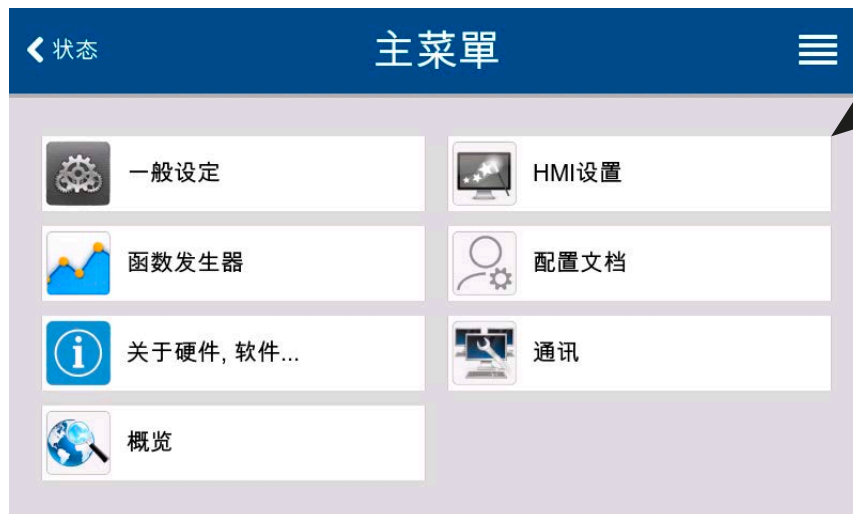 状态
主菜單
一般设定
HMI设置
函数发生器
配置文档
关于硬件, 软件...
通讯
概览